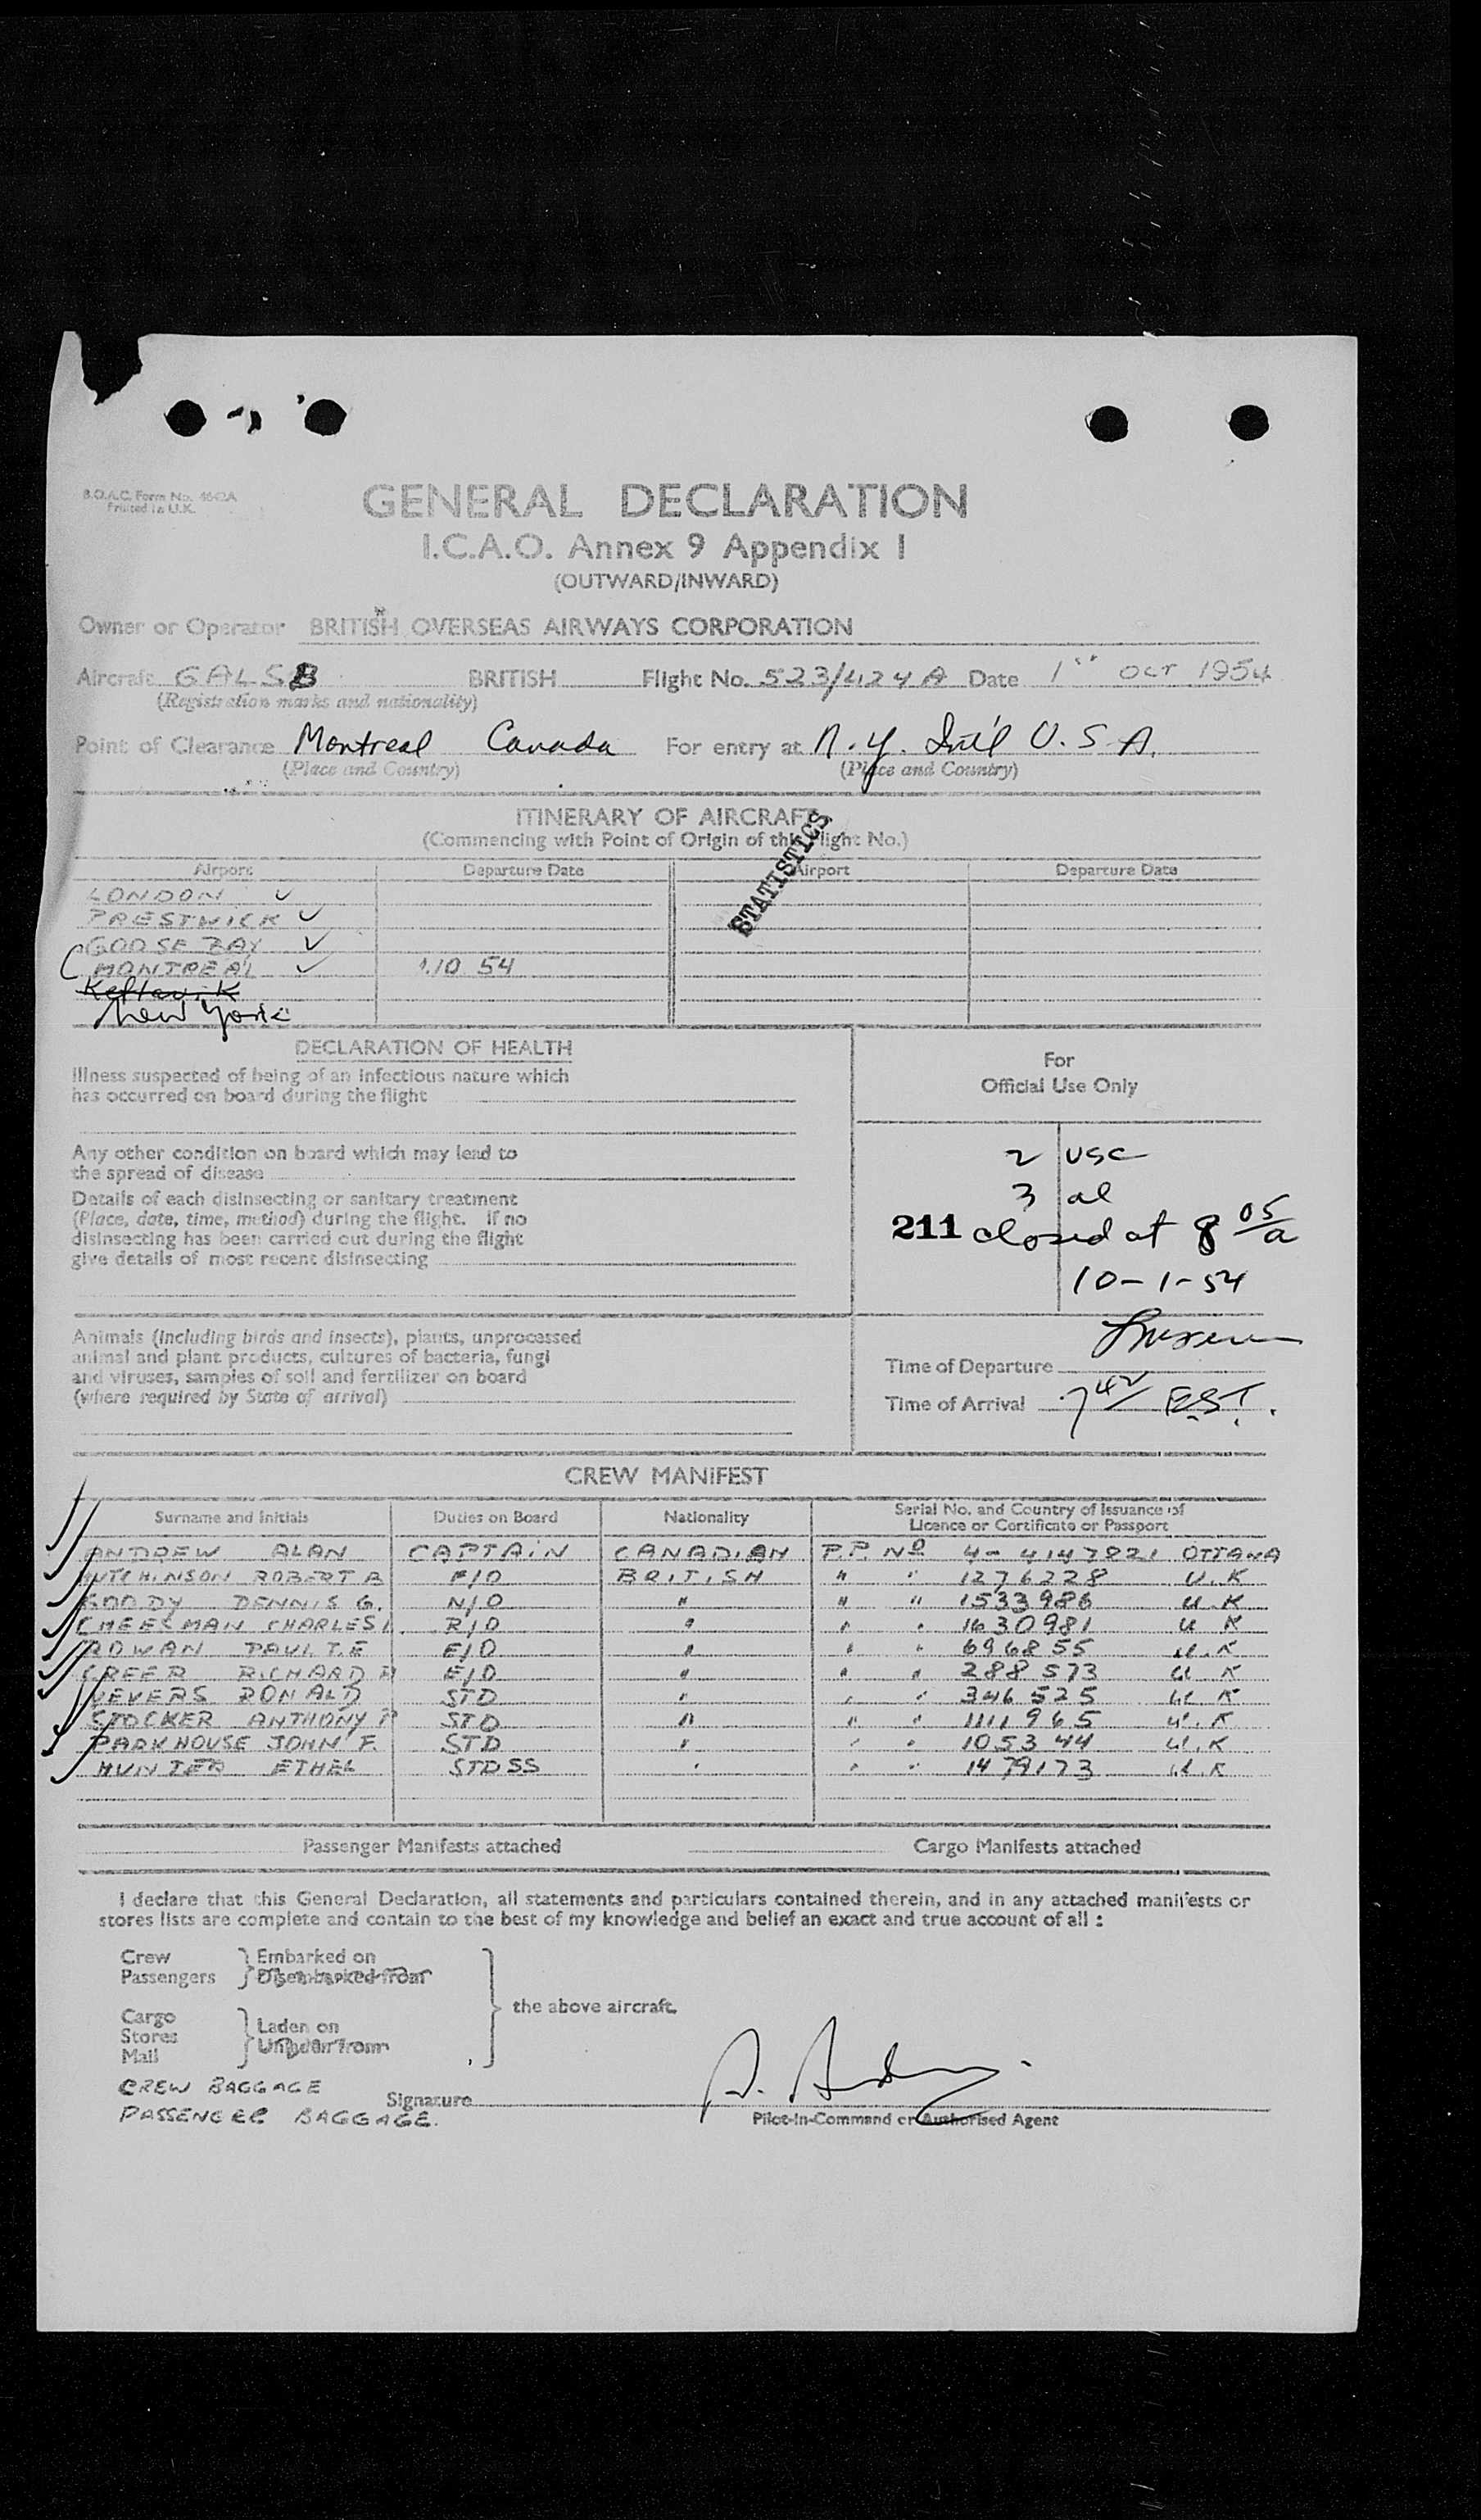 B.O.A.C. Form No. 4642A
Printed in U.K.
GENERAL DECLARATION
I.C.A.O. Annex 9 Appendix I
(OUTWARD/INWARD)
Owner or Operator BRITISH OVERSEAS AIRWAYS CORPORATION
Aircraft GALSB BRITISH Flight No. 523/424A Date 1st OCT 1954
(Registration marks and nationality)
Point of Clearance Montreal Canada For entry at N.Y. Int'l U.S.A.
(Place and Country) (Place and Country)
ITINERARY OF AIRCRAFT
(Commencing with Point of Origin of this Flight No.)
STATISTICS
Airport Departure Date Airport Departure Date
LONDON
PRESTWICK
GOOSE BAY
MONTREAL 1.10 54
Keflavik
New York
DECLARATION OF HEALTH
Illness suspected of being of an infectious nature which
has occurred on board during the flight
Any other condition on board which may lead to
the spread of disease
Details of each disinsecting or sanitary treatment
(Place, date, time, method) during the flight. If no
disinsecting has been carried out during the flight
give details of most recent disinsecting
For
Official Use Only
2 USC
3 al
211 closed at 8 05/a
10-1-54
Animals (including birds and insects), plants, unprocessed
animal and plant products, cultures of bacteria, fungi
and viruses, samples of soil and fertilizer on board
(where required by State of arrival)
Time of Departure
Time of Arrival 7 42 EST.
CREW MANIFEST
Surname and Initials Duties on Board Nationality Serial No. and Country of Issuance of
Licence or Certificate or Passport
ANDREW ALAN CAPTAIN CANADIAN P.P. No 4-4147821 OTTAWA
HUTCHINSON ROBERT B F/O BRITISH " " 1276228 U.K
GOODY DENNIS G. N/O " " " 1533986 U.K
CHEESMAN CHARLES L. R/O " " " 1630981 U K
ROWAN PAUL T.E E/O " " " 696855 U.K
GREER RICHARD A E/O " " " 288573 U K
VEVERS RONALD STD " " " 346525 U K
STOCKER ANTHONY P STD " " " 1111965 U.K
PARKHOUSE JOHN F. STD " " " 105344 U.K
HUNTER ETHEL STDSS " " " 1479173 U.K
Passenger Manifests attached Cargo Manifests attached
I declare that this General Declaration, all statements and particulars contained therein, and in any attached manifests or
stores lists are complete and contain to the best of my knowledge and belief an exact and true account of all :
Crew Embarked on
Passengers Disembarked from
the above aircraft.
Cargo
Stores Laden on
Mail Unladen from
CREW BAGGAGE
PASSENGER BAGGAGE.
Signature
Pilot-in-Command or Authorised Agent